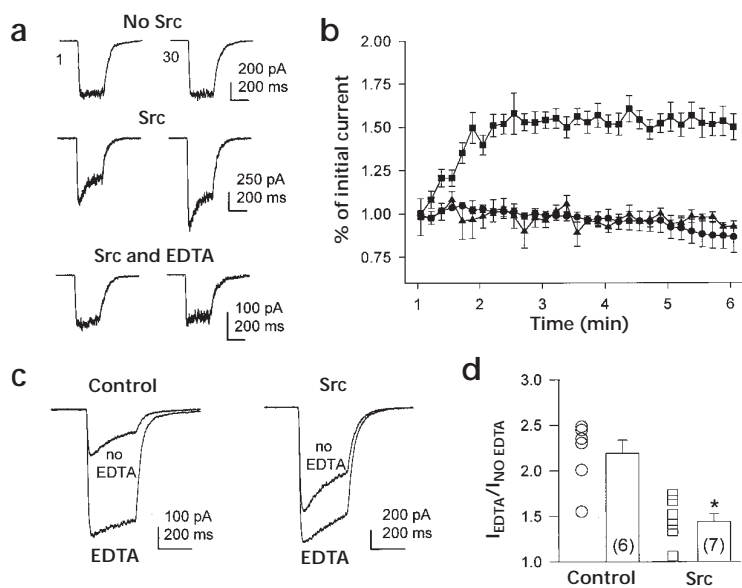 a
No Src
1
30
200 pA
200 ms
Src
250 pA
200 ms
Src and EDTA
100 pA
200 ms
b
% of initial current
2.00
1.75
1.50
1.25
1.00
0.75
1 2 3 4 5 6
Time (min)
c
Control
no
EDTA
EDTA
100 pA
200 ms
Src
no
EDTA
EDTA
200 pA
200 ms
d
I EDTA/I NO EDTA
3.0
2.5
2.0
1.5
1.0
*
(6)
(7)
Control
Src